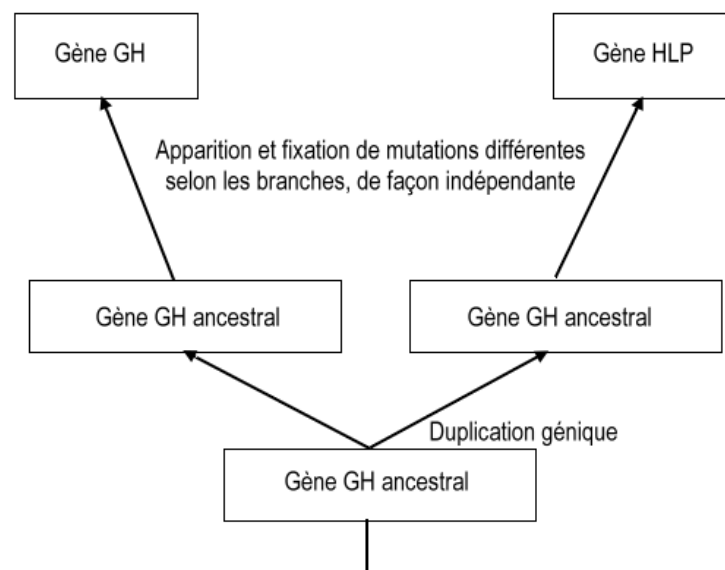 Gène GH
Gène HLP
Apparition et fixation de mutations différentes
selon les branches, de façon indépendante
Gène GH ancestral
Gène GH ancestral
Duplication génique
Gène GH ancestral